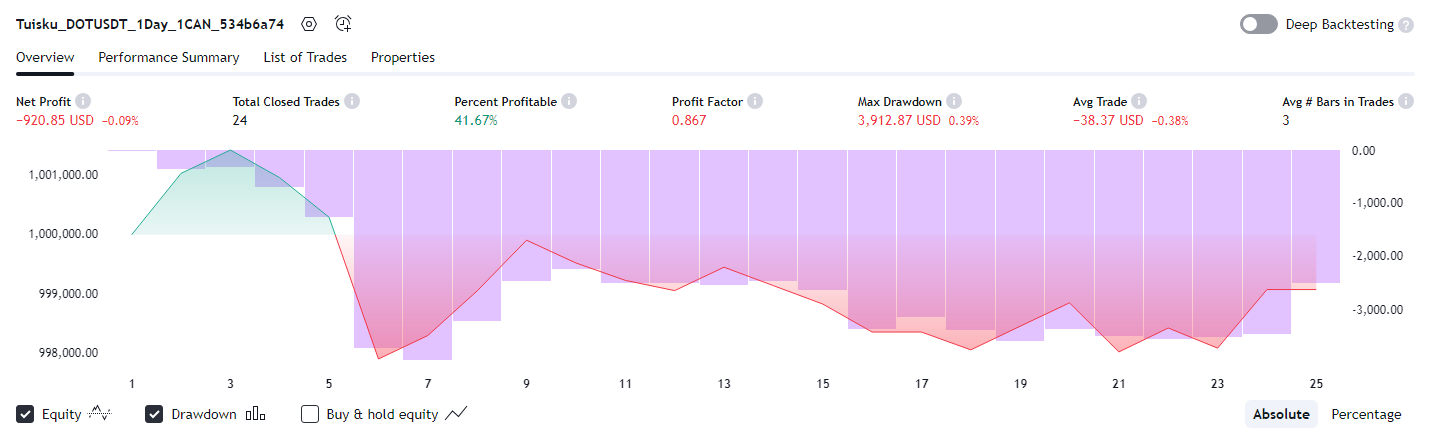 Tuisku_DOTUSDT_1Day_1CAN_534b6a74 Deep Backtesting ?
Overview Performance Summary List of Trades Properties
Net Profit i Total Closed Trades i Percent Profitable i Profit Factor i Max Drawdown i Avg Trade i Avg # Bars in Trades i
−920.85 USD −0.09% 24 41.67% 0.867 3,912.87 USD 0.39% −38.37 USD −0.38% 3
0.00
1,001,000.00
-1,000.00
1,000,000.00
-2,000.00
999,000.00
-3,000.00
998,000.00
1 3 5 7 9 11 13 15 17 19 21 23 25
Equity Drawdown Buy & hold equity Absolute Percentage